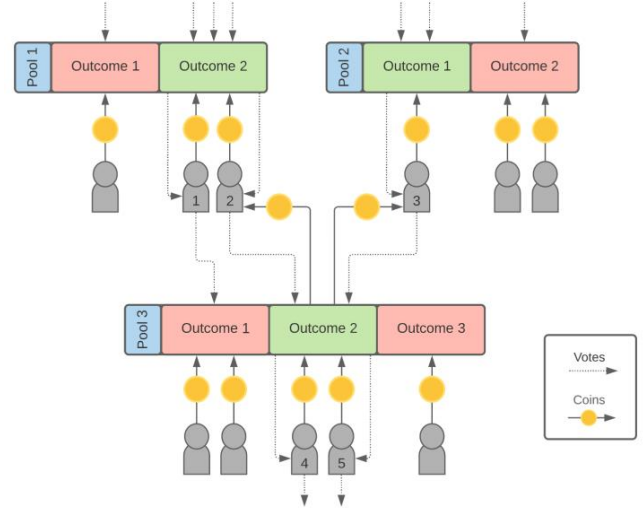 Pool 1
Outcome 1
Outcome 2
Pool 2
Outcome 1
Outcome 2
1
2
3
Pool 3
Outcome 1
Outcome 2
Outcome 3
Votes
Coins
4
5